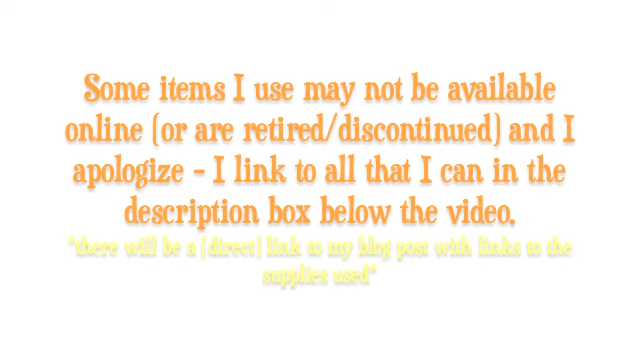 Some items I use may not be available
online (or are retired/discontinued) and I
apologize - I link to all that I can in the
description box below the video.
*there will be a (direct) link to my blog post with links to the
supplies used*